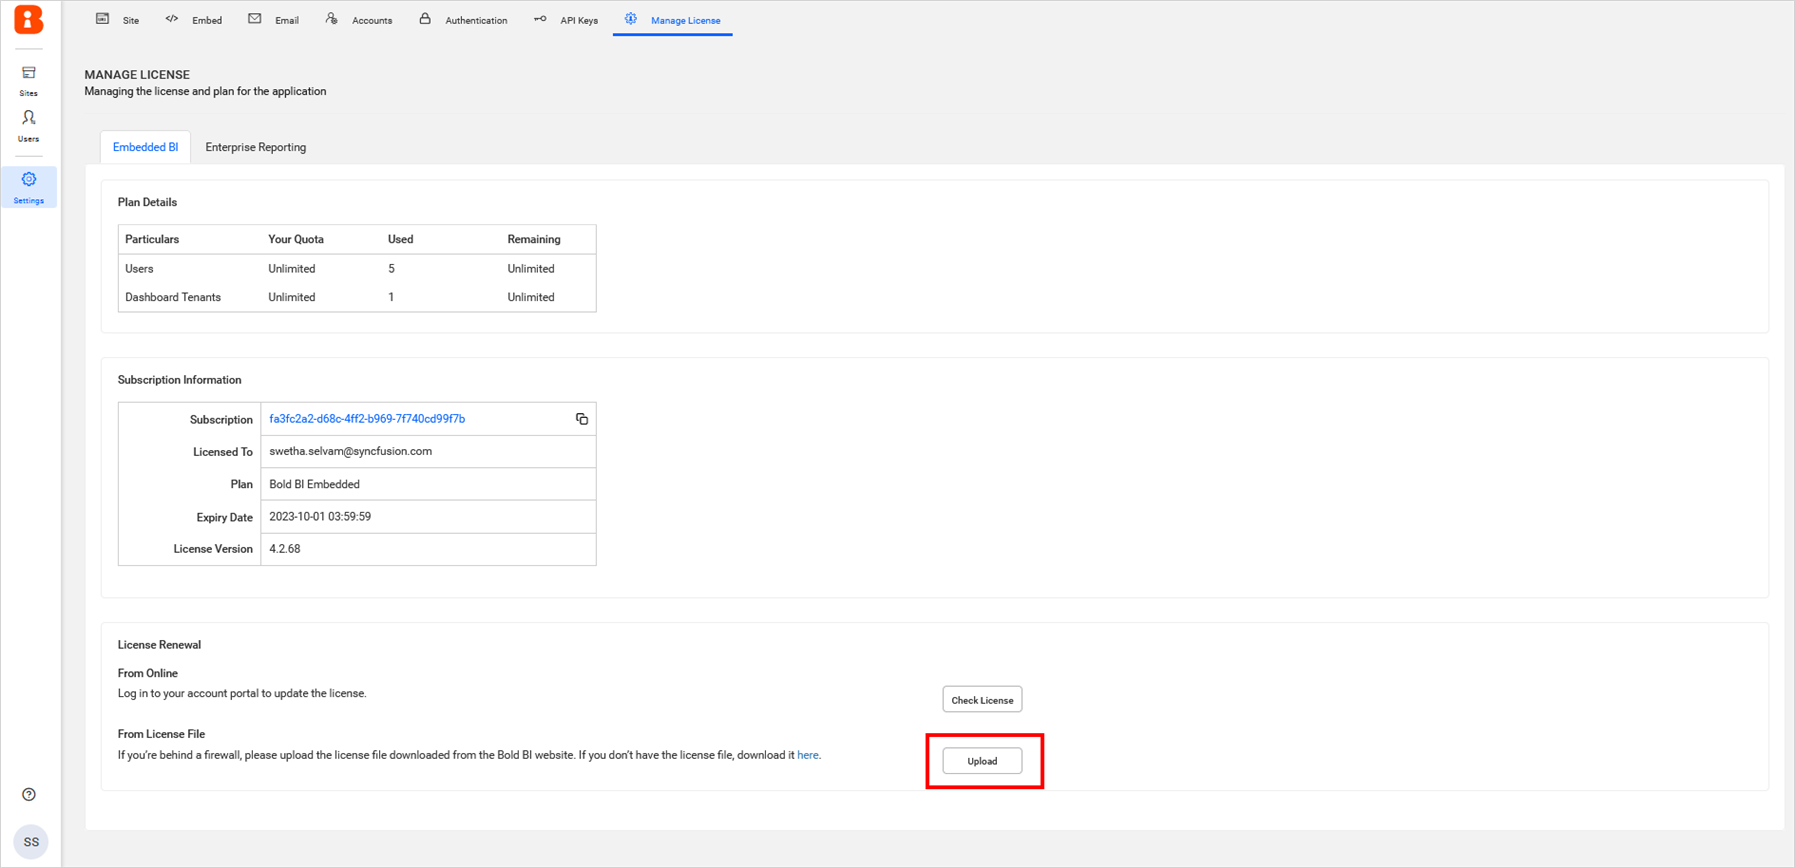 Site
Embed
Email
Accounts
Authentication
API Keys
Manage License
Sites
Users
Settings
MANAGE LICENSE
Managing the license and plan for the application
Embedded BI
Enterprise Reporting
Plan Details
Particulars Your Quota Used Remaining
Users Unlimited 5 Unlimited
Dashboard Tenants Unlimited 1 Unlimited
Subscription Information
Subscription fa3fc2a2-d68c-4ff2-b969-7f740cd99f7b
Licensed To swetha.selvam@syncfusion.com
Plan Bold BI Embedded
Expiry Date 2023-10-01 03:59:59
License Version 4.2.68
License Renewal
From Online
Log in to your account portal to update the license.
Check License
From License File
If you're behind a firewall, please upload the license file downloaded from the Bold BI website. If you don't have the license file, download it here.
Upload
SS